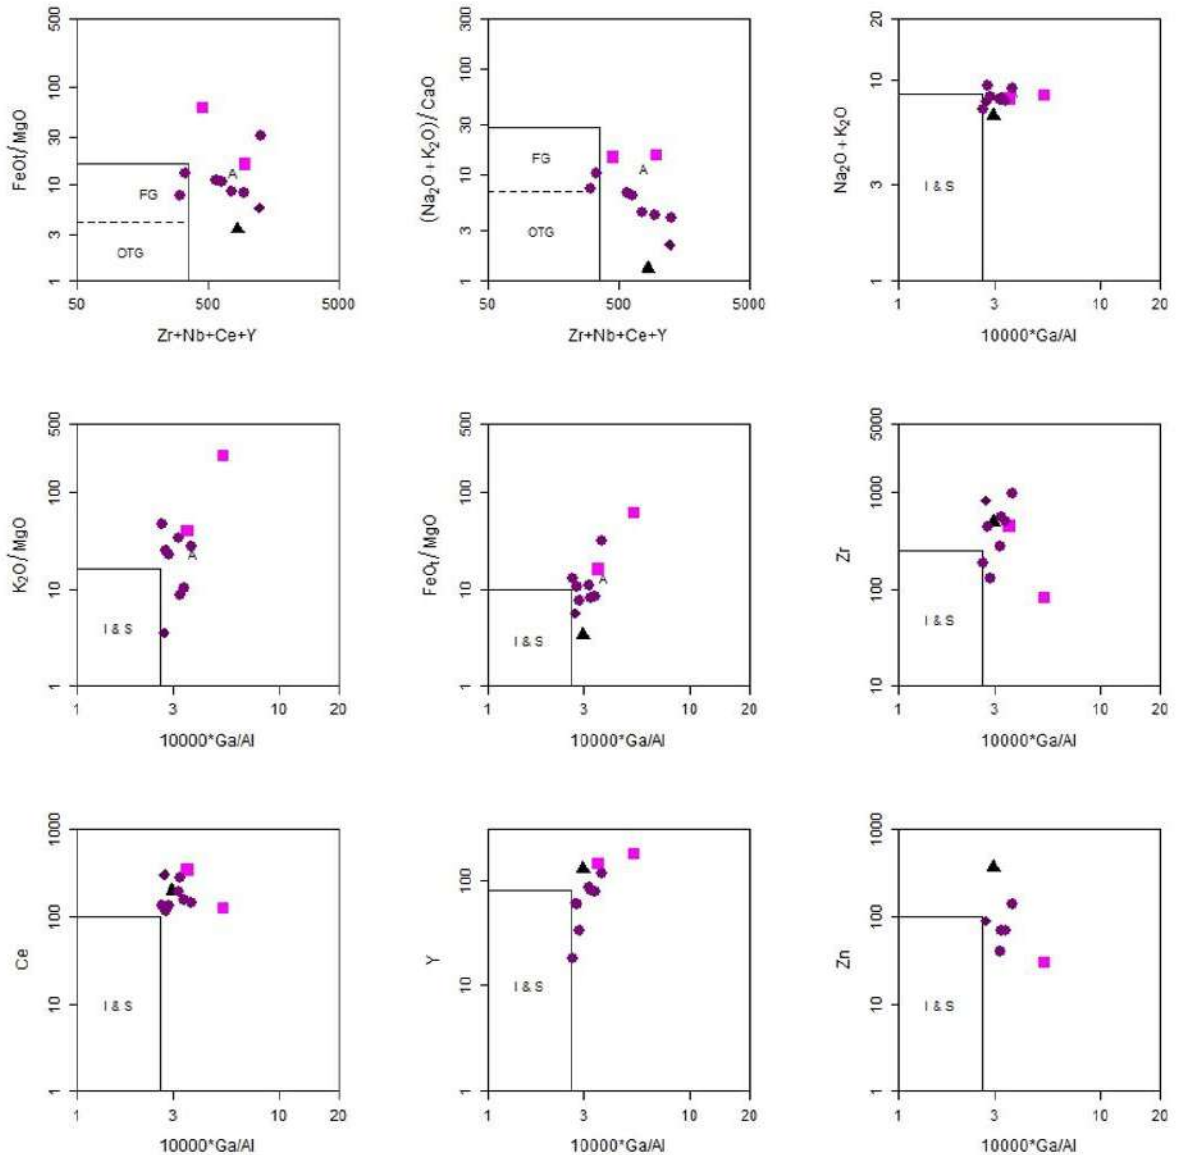 500
100
30
10
3
1
FeOt/MgO
FG
OTG
A
50
500
5000
Zr+Nb+Ce+Y
300
100
30
10
3
1
(Na₂O+K₂O)/CaO
FG
OTG
A
50
500
5000
Zr+Nb+Ce+Y
20
10
3
1
Na₂O+K₂O
I & S
1
3
10
20
10000*Ga/Al
500
100
10
1
K₂O/MgO
A
I & S
1
3
10
20
10000*Ga/Al
500
100
10
1
FeOₜ/MgO
A
I & S
1
3
10
20
10000*Ga/Al
5000
1000
100
10
Zr
I & S
1
3
10
20
10000*Ga/Al
1000
100
10
1
Ce
I & S
1
3
10
20
10000*Ga/Al
100
10
1
Y
I & S
1
3
10
20
10000*Ga/Al
1000
100
10
1
Zn
I & S
1
3
10
20
10000*Ga/Al